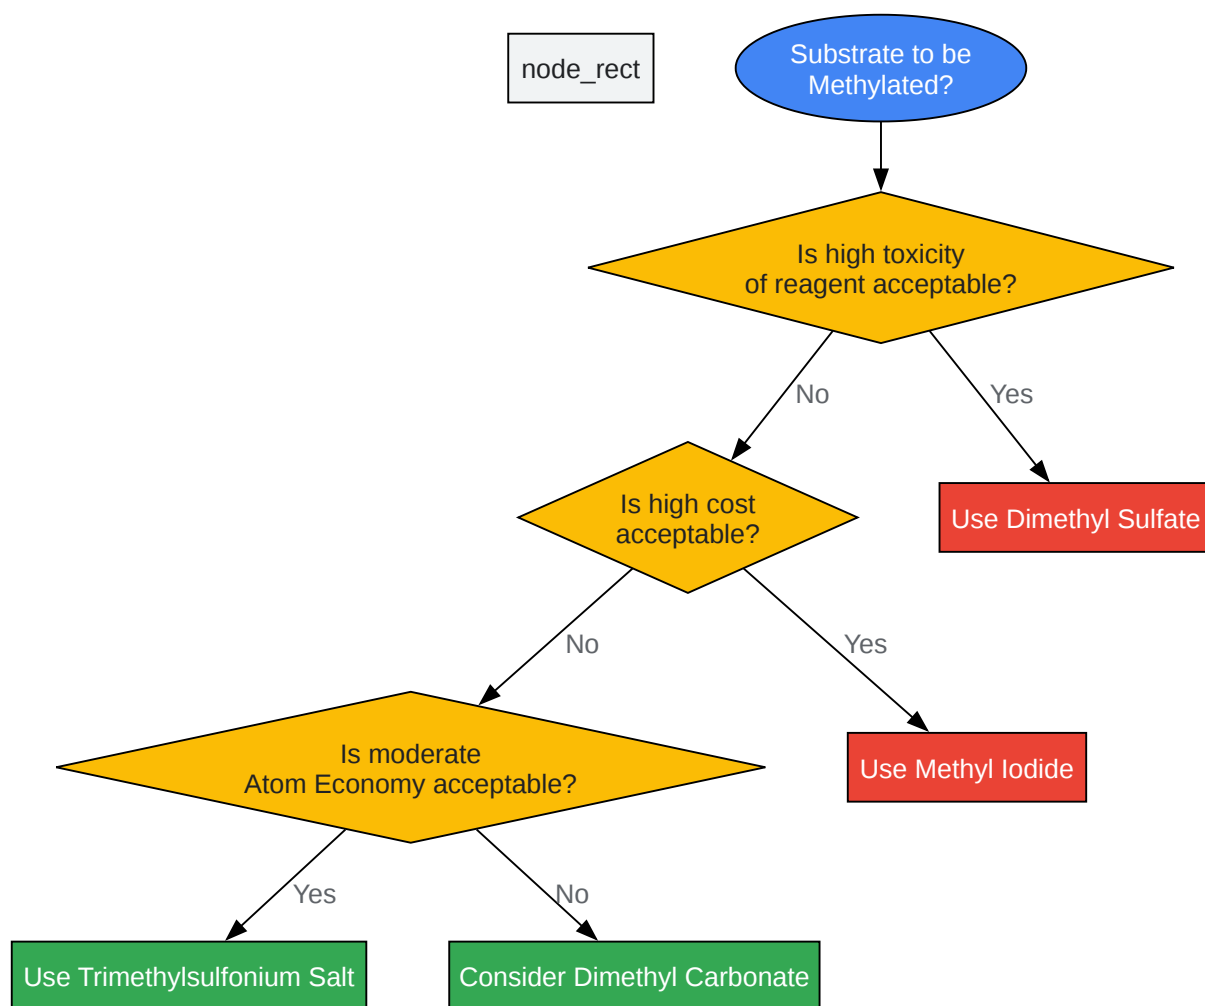 node_rect
Substrate to be
Methylated?
Is high toxicity
of reagent acceptable?
No
Yes
Is high cost
acceptable?
Use Dimethyl Sulfate
No
Yes
Is moderate
Atom Economy acceptable?
Use Methyl Iodide
Yes
No
Use Trimethylsulfonium Salt
Consider Dimethyl Carbonate